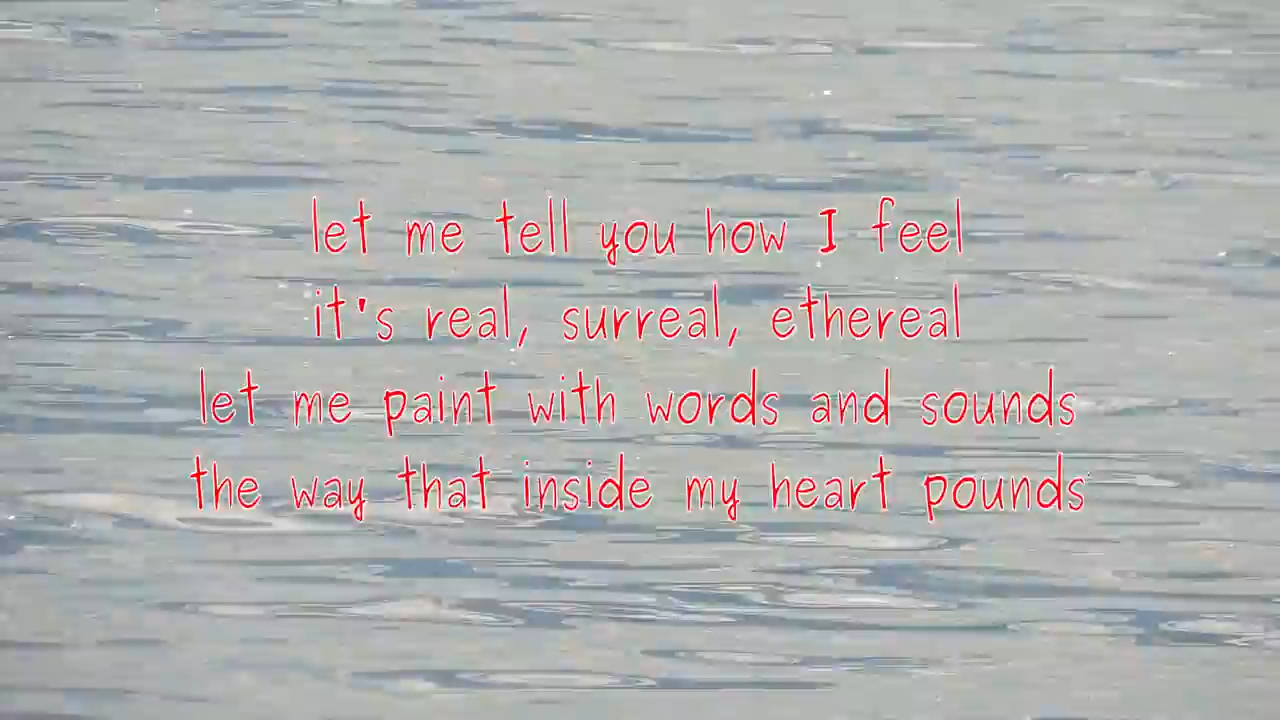 let me tell you how I feel
it's real, surreal, ethereal
let me paint with words and sounds
the way that inside my heart pounds